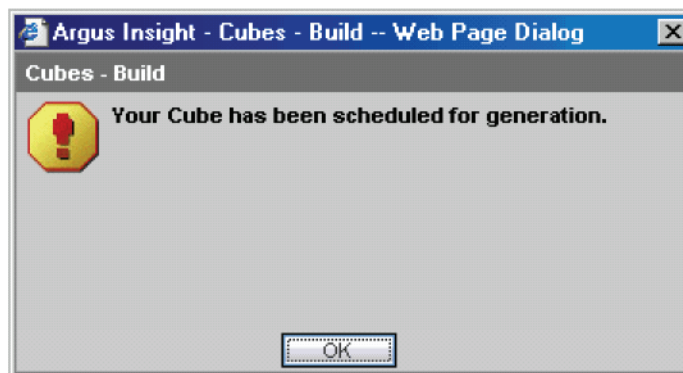 Argus Insight - Cubes - Build -- Web Page Dialog
Cubes - Build
Your Cube has been scheduled for generation.
OK